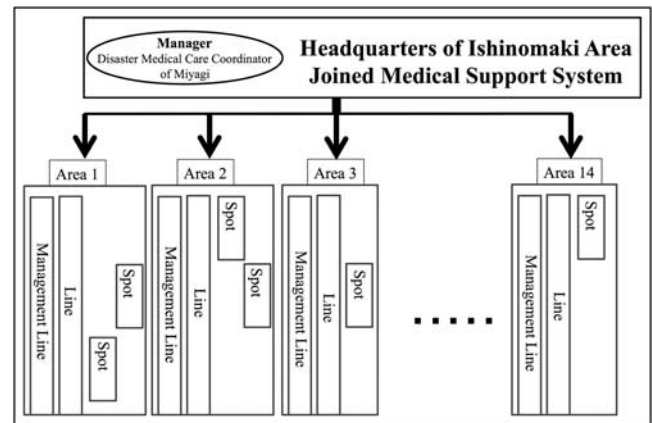 Manager
Disaster Medical Care Coordinator
of Miyagi
Headquarters of Ishinomaki Area
Joined Medical Support System
Area 1
Area 2
Area 3
Area 14
Management Line
Line
Spot
Spot
Management Line
Line
Spot
Spot
Management Line
Line
Spot
.....
Management Line
Line
Spot